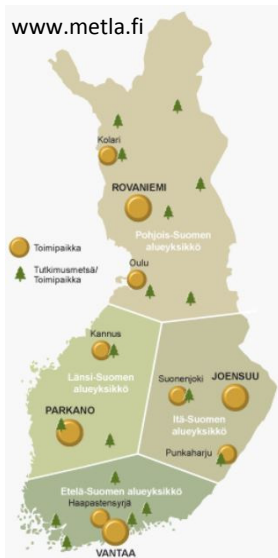 www.metla.fi
Kolari
ROVANIEMI
Pohjois-Suomen
alueyksikkö
Toimipaikka
Oulu
Tutkimusmetsä/
Toimipaikka
Kannus
Länsi-Suomen
alueyksikkö
Suonenjoki
JOENSUU
PARKANO
Itä-Suomen
alueyksikkö
Punkaharju
Etelä-Suomen alueyksikkö
Haapastensyrjä
VANTAA